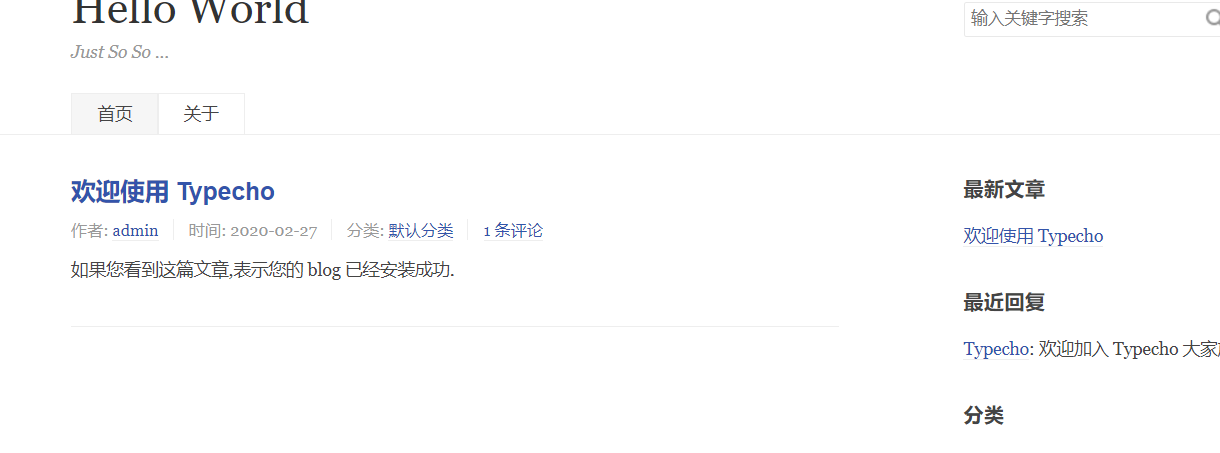 Hello World
输入关键字搜索
Just So So ...
首页 关于
欢迎使用 Typecho
作者: admin 时间: 2020-02-27 分类: 默认分类 1 条评论
如果您看到这篇文章,表示您的 blog 已经安装成功.
最新文章
欢迎使用 Typecho
最近回复
Typecho: 欢迎加入 Typecho 大家
分类